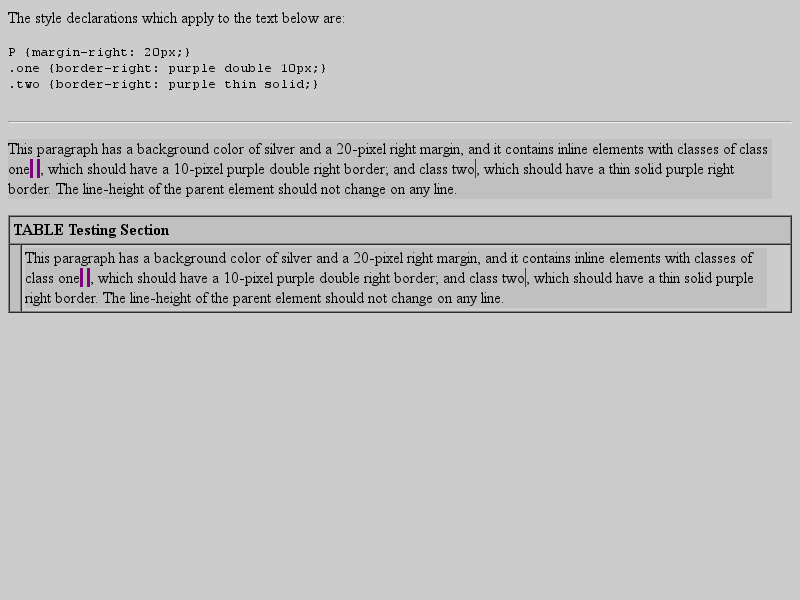 The style declarations which apply to the text below are:
P {margin-right: 20px;}
.one {border-right: purple double 10px;}
.two {border-right: purple thin solid;}
This paragraph has a background color of silver and a 20-pixel right margin, and it contains inline elements with classes of class
one, which should have a 10-pixel purple double right border; and class two, which should have a thin solid purple right
border. The line-height of the parent element should not change on any line.
TABLE Testing Section
This paragraph has a background color of silver and a 20-pixel right margin, and it contains inline elements with classes of
class one, which should have a 10-pixel purple double right border; and class two, which should have a thin solid purple
right border. The line-height of the parent element should not change on any line.